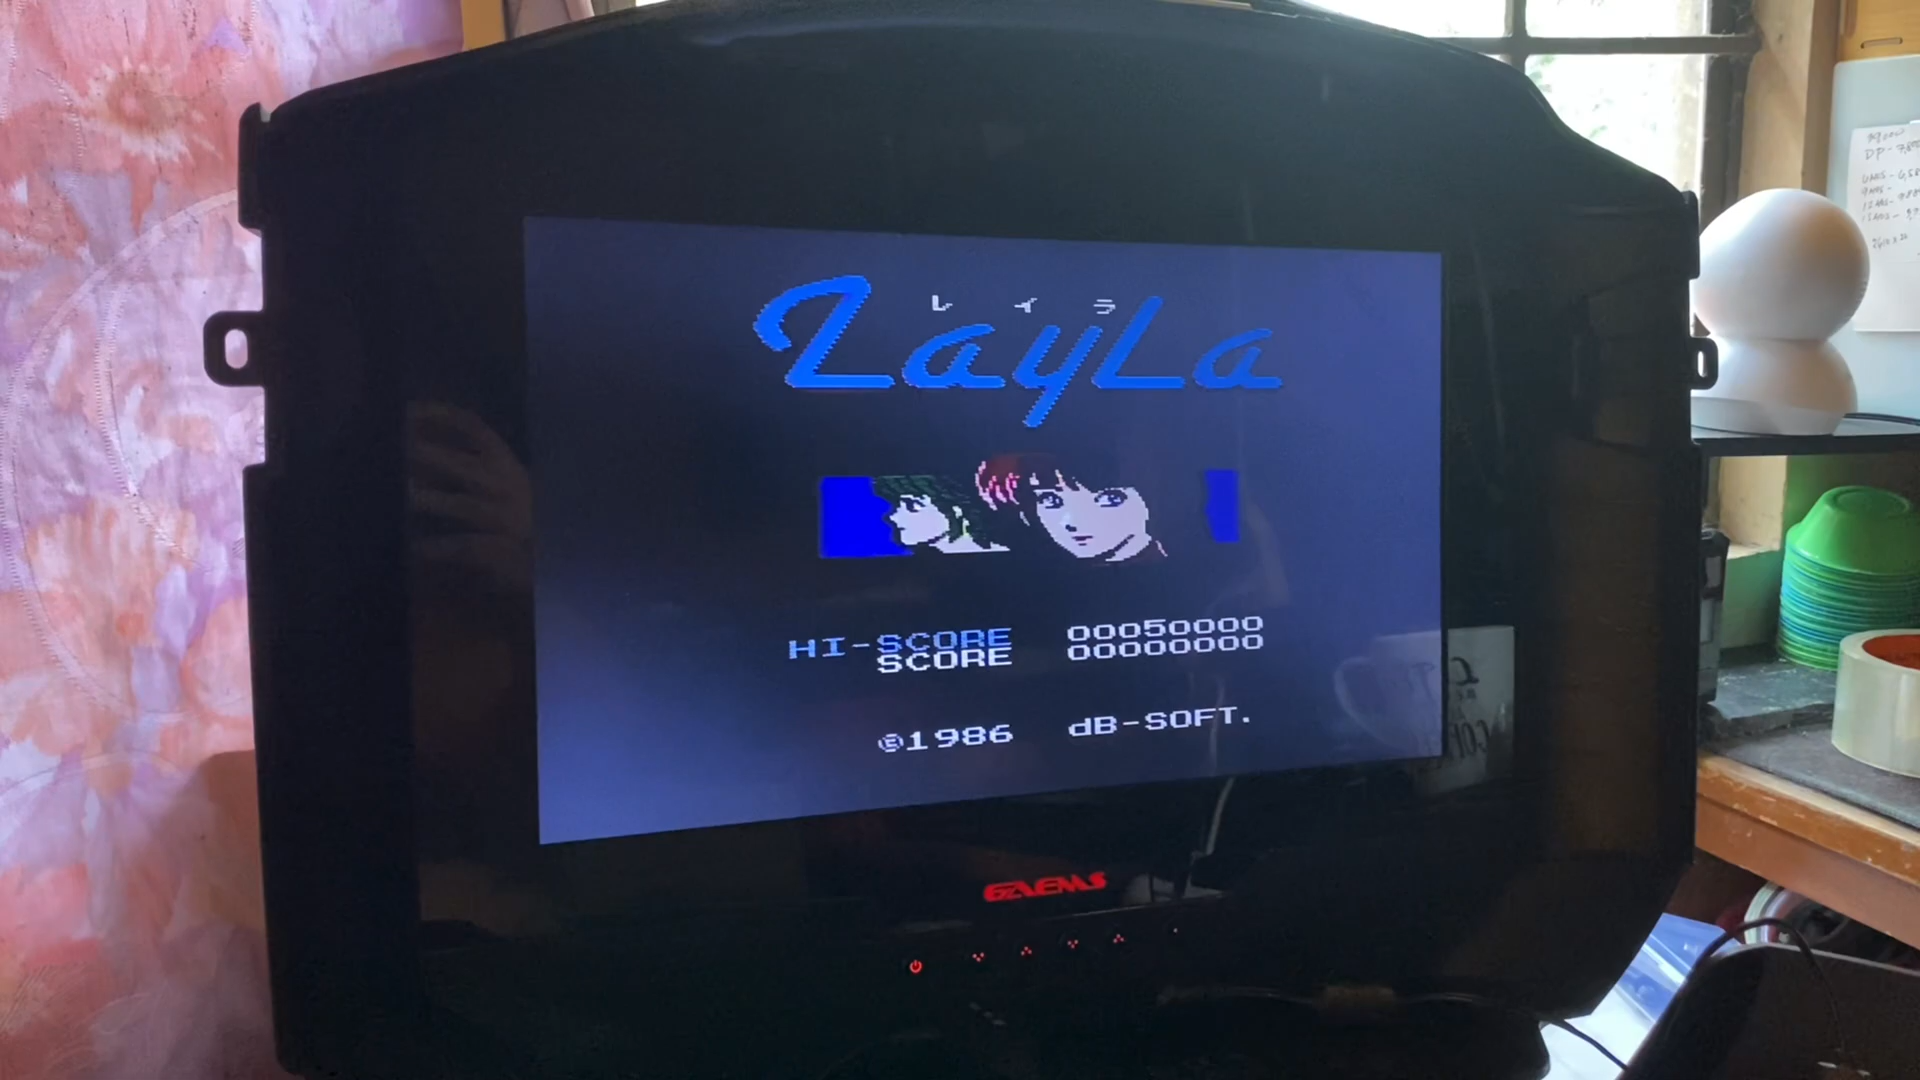 レイラ
LayLa
HI-SCORE 00050000
SCORE 00000000
©1986 dB-SOFT.
GAEMS